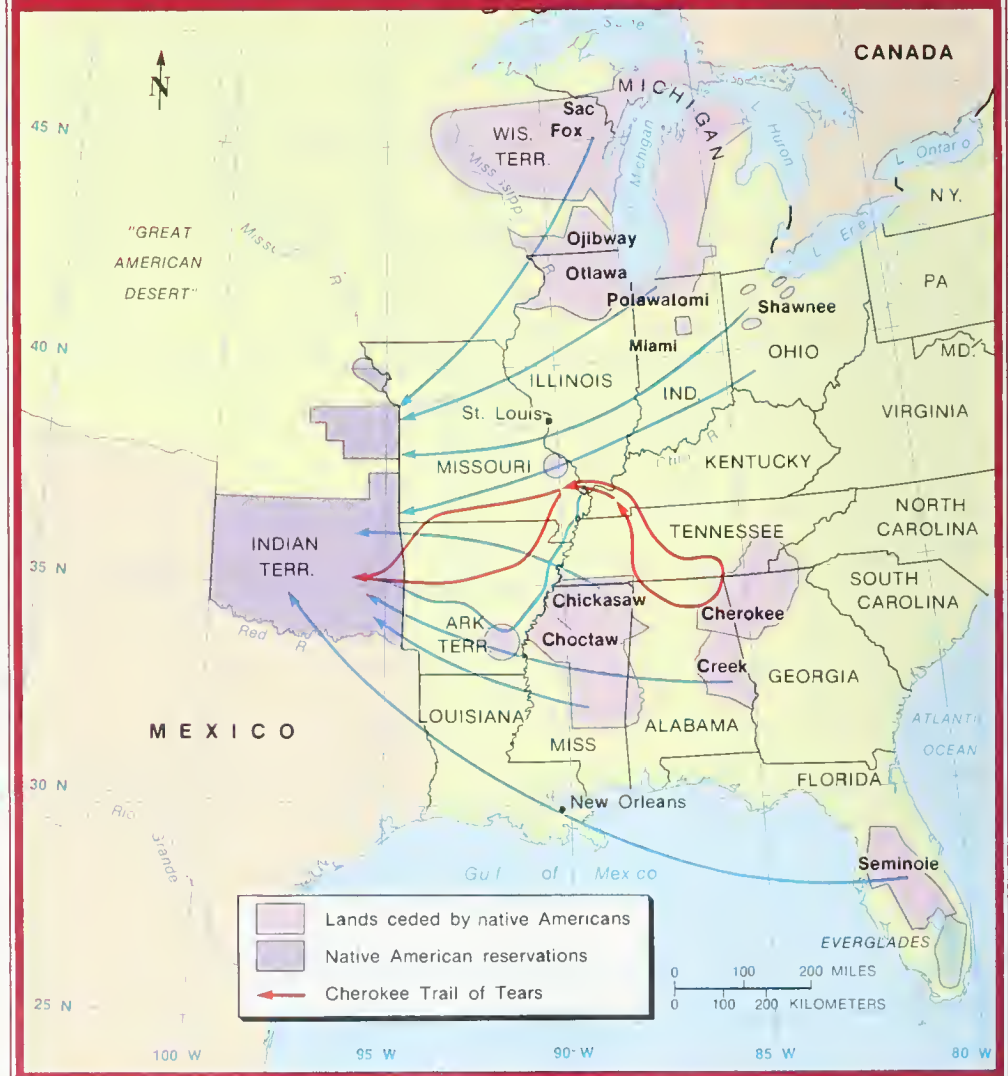 CANADA
N
MICHIGAN
45 N
Sac
Fox
WIS.
TERR.
Michigan
Huron
L Ontario
NY.
"GREAT
AMERICAN
DESERT"
R
Ojibway
R
L Erie
Otlawa
PA
Polawalomi
Shawnee
40 N
Miami
OHIO
MD.
ILLINOIS
IND.
VIRGINIA
St. Louis
R
MISSOURI
KENTUCKY
NORTH
CAROLINA
TENNESSEE
INDIAN
TERR.
35 N
SOUTH
CAROLINA
Chickasaw
Cherokee
ARK
TERR.
Choctaw
Red R.
Creek
GEORGIA
LOUISIANA
ALABAMA
MEXICO
MISS
ATLANTIC
OCEAN
30 N
FLORIDA
New Orleans
Rio
Grande
Seminoie
Gulf of Mexico
Lands ceded by native Americans
Native American reservations
Cherokee Trail of Tears
EVERGLADES
0 100 200 MILES
0 100 200 KILOMETERS
25 N
100 W
95 W
90- W
85 W
80 W